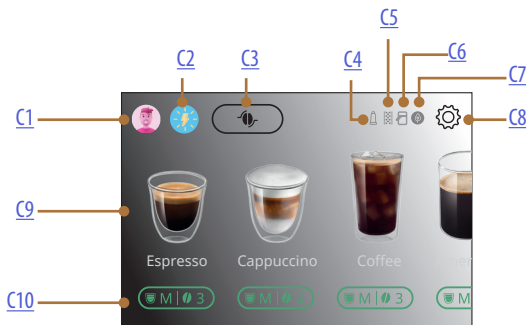 C5
C6
C2 C3 C4 C7
C1 C8
C9
Espresso Cappuccino Coffee
C10
M 3 M 3 M 3 M